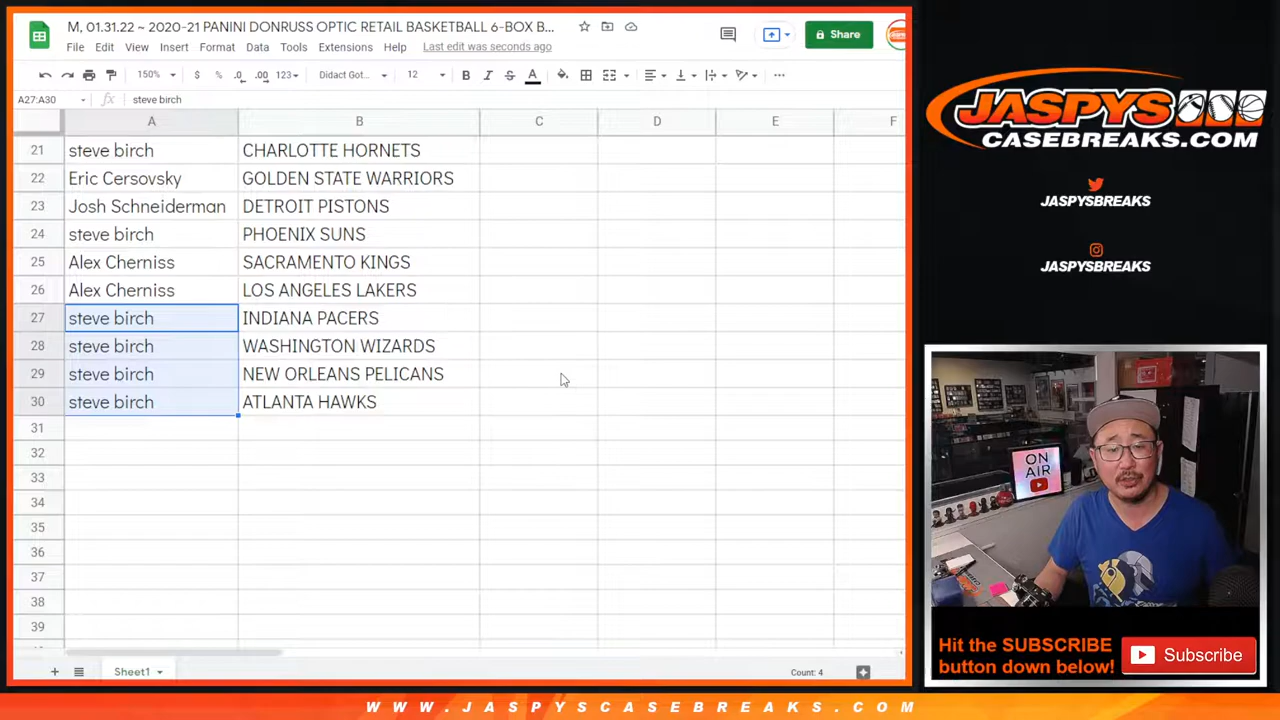 M, 01.31.22 ~ 2020-21 PANINI DONRUSS OPTIC RETAIL BASKETBALL 6-BOX B...
File Edit View Insert Format Data Tools Extensions Help Last edit was seconds ago
Share
150% $ % .0 .00 123 Didact Got... 12 B I S A
A27:A30 fx steve birch
A B C D E F
21 steve birch CHARLOTTE HORNETS
22 Eric Cersovsky GOLDEN STATE WARRIORS
23 Josh Schneiderman DETROIT PISTONS
24 steve birch PHOENIX SUNS
25 Alex Cherniss SACRAMENTO KINGS
26 Alex Cherniss LOS ANGELES LAKERS
27 steve birch INDIANA PACERS
28 steve birch WASHINGTON WIZARDS
29 steve birch NEW ORLEANS PELICANS
30 steve birch ATLANTA HAWKS
31
32
33
34
35
36
37
38
39
Sheet1 Count: 4
JASPYS
CASEBREAKS.COM
JASPYSBREAKS
JASPYSBREAKS
ON
AIR
Hit the SUBSCRIBE
button down below!
Subscribe
WWW.JASPYSCASEBREAKS.COM